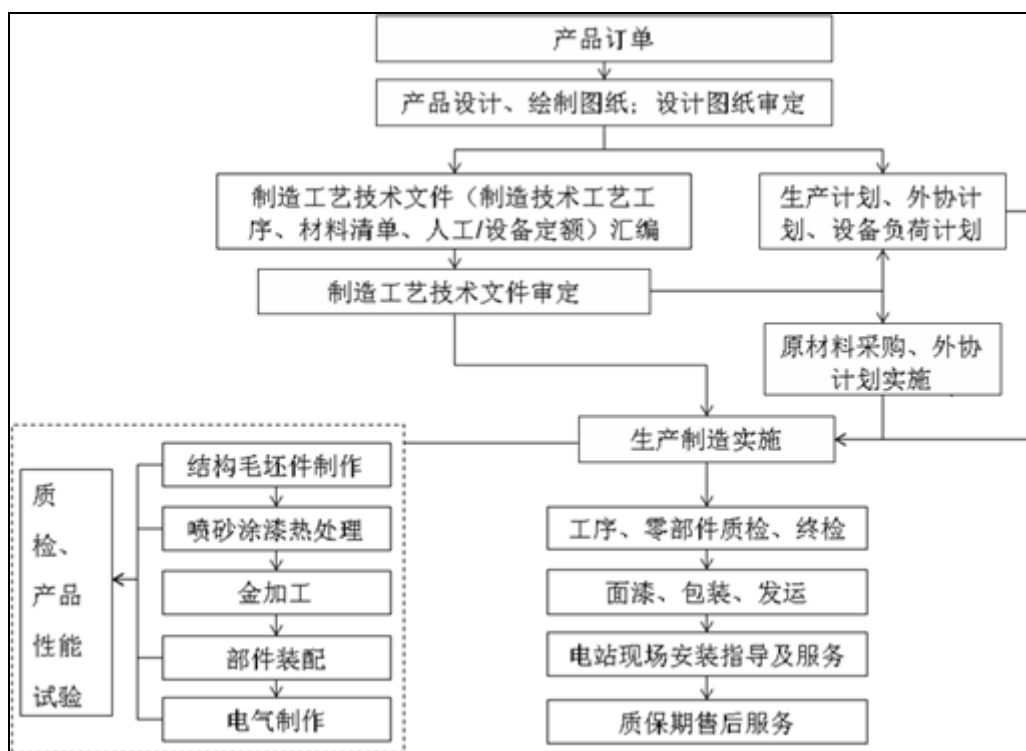 产品订单
产品设计、绘制图纸；设计图纸审定
制造工艺技术文件（制造技术工艺工
序、材料清单、人工/设备定额）汇编
生产计划、外协计
划、设备负荷计划
制造工艺技术文件审定
原材料采购、外协
计划实施
生产制造实施
结构毛坯件制作
喷砂涂漆热处理
金加工
部件装配
电气制作
质
检、
产品
性能
试验
工序、零部件质检、终检
面漆、包装、发运
电站现场安装指导及服务
质保期售后服务